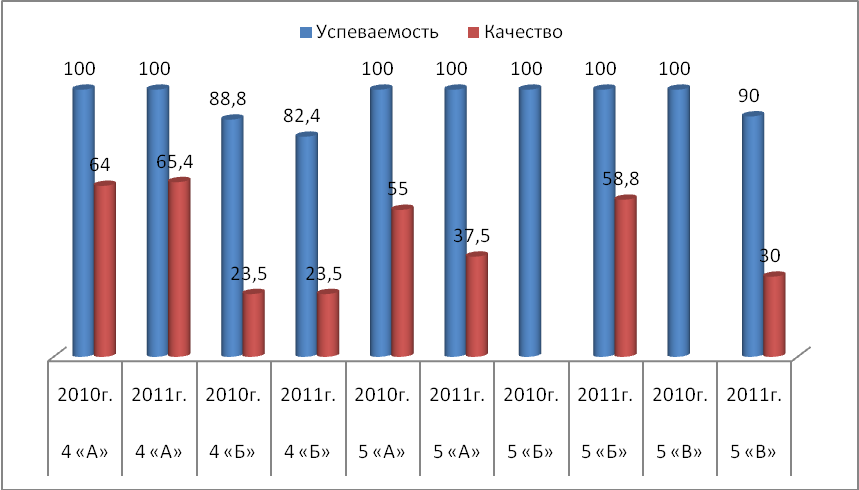 Успеваемость Качество
100 100 100 100 100 100 100
88,8 90
82,4
64 65,4
55 58,8
37,5
23,5 23,5 30
2010г. 2011г. 2010г. 2011г. 2010г. 2011г. 2010г. 2011г. 2010г. 2011г.
4 «А» 4 «А» 4 «Б» 4 «Б» 5 «А» 5 «А» 5 «Б» 5 «Б» 5 «В» 5 «В»